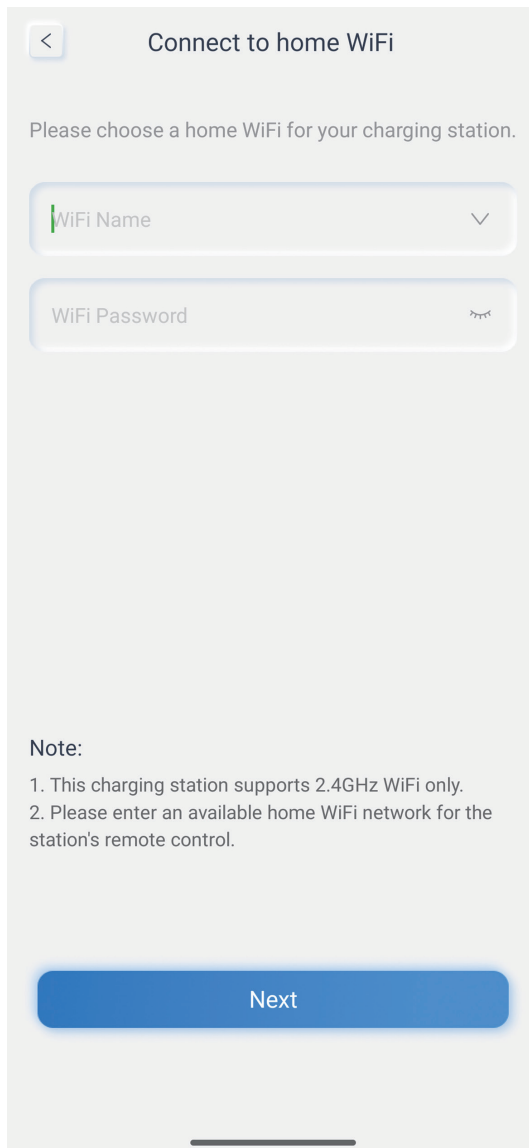 Connect to home WiFi
Please choose a home WiFi for your charging station.
WiFi Name
WiFi Password
Note:
1. This charging station supports 2.4GHz WiFi only.
2. Please enter an available home WiFi network for the
station's remote control.
Next